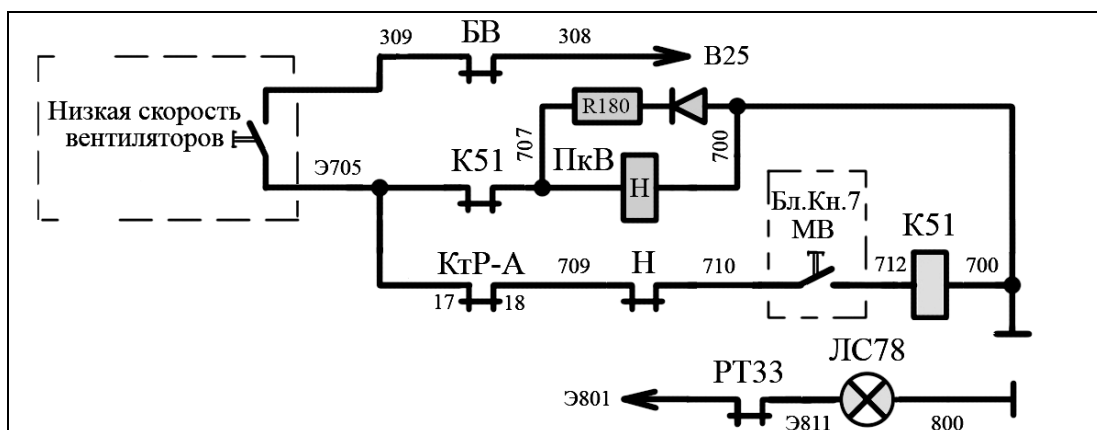 309 БВ 308
В25
Низкая скорость
вентиляторов
R180
707
700
Э705
К51
ПкВ
Н
Бл.Кн.7
МВ
К51
КтР-А 709 Н 710
712 700
17 18
ЛС78
РТ33
Э801
Э811 800